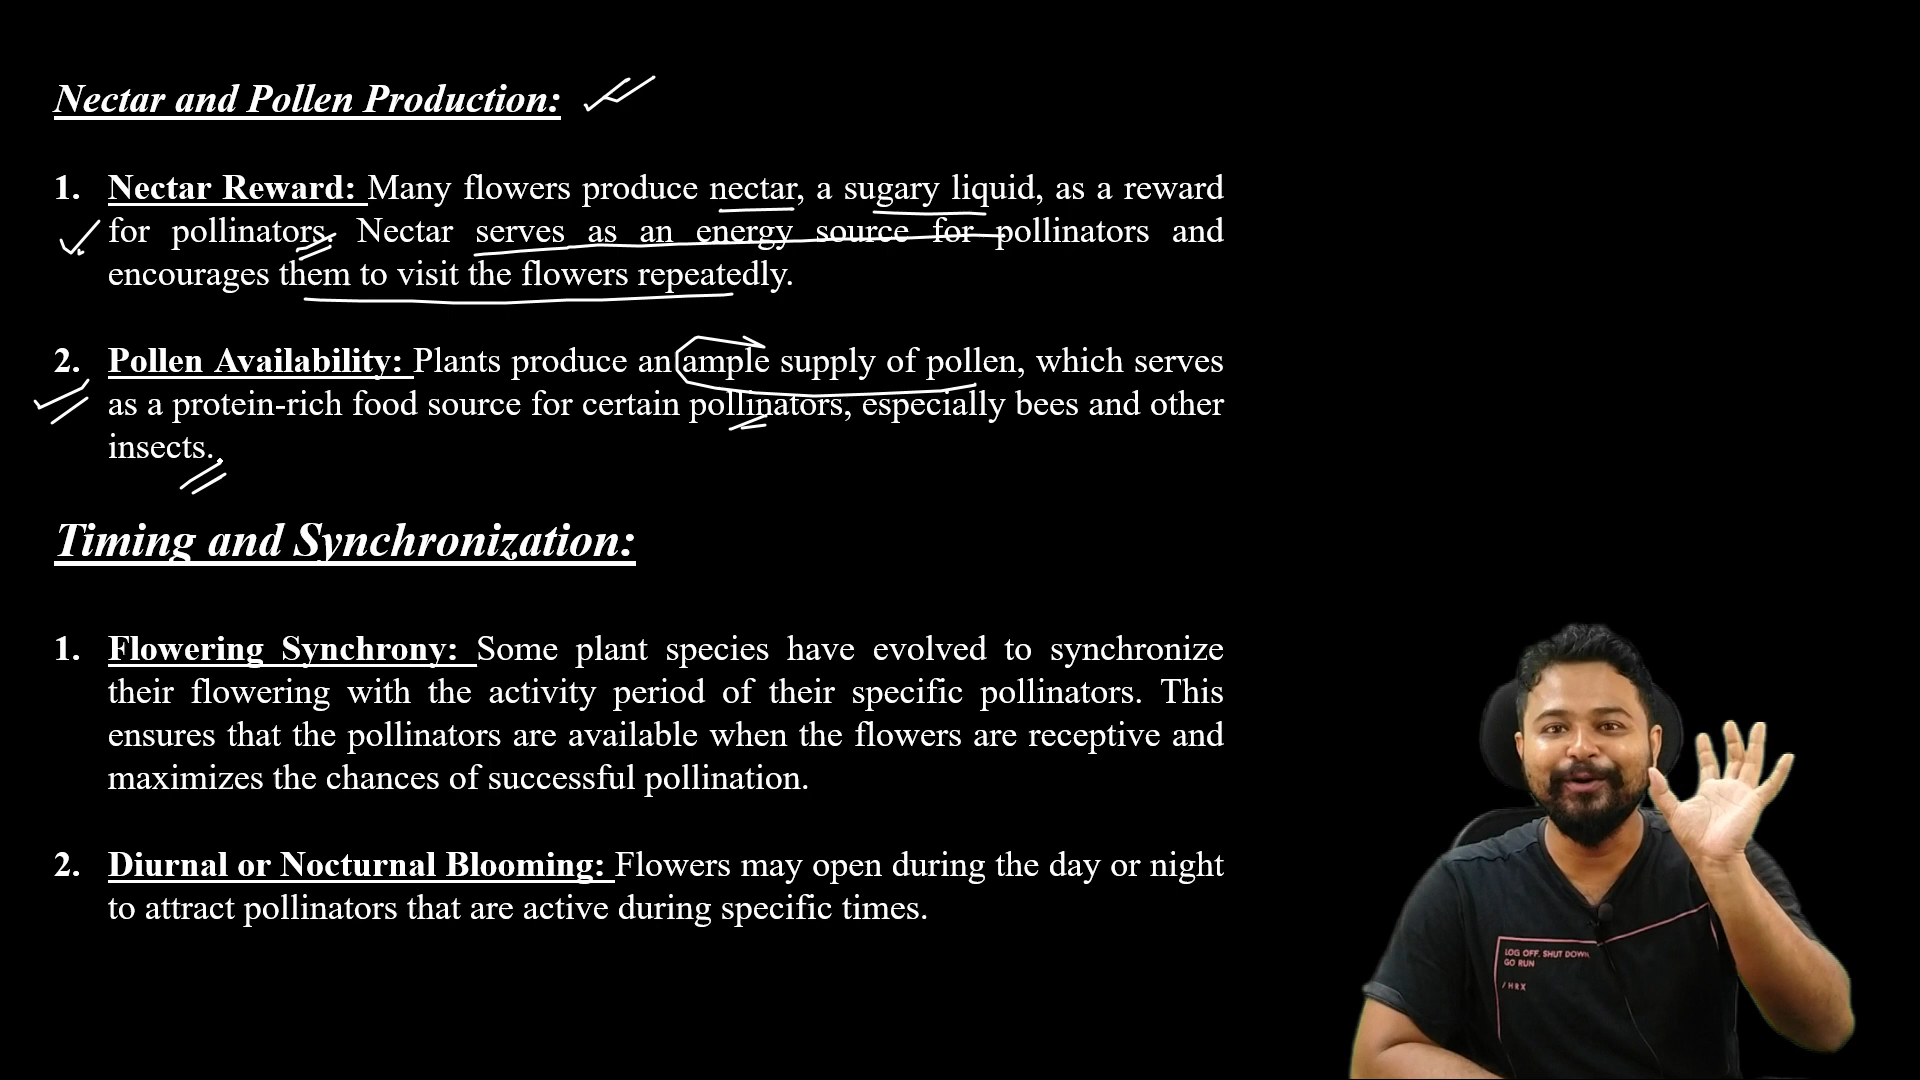 Nectar and Pollen Production:
1. Nectar Reward: Many flowers produce nectar, a sugary liquid, as a reward
for pollinators. Nectar serves as an energy source for pollinators and
encourages them to visit the flowers repeatedly.
2. Pollen Availability: Plants produce an ample supply of pollen, which serves
as a protein-rich food source for certain pollinators, especially bees and other
insects.
Timing and Synchronization:
1. Flowering Synchrony: Some plant species have evolved to synchronize
their flowering with the activity period of their specific pollinators. This
ensures that the pollinators are available when the flowers are receptive and
maximizes the chances of successful pollination.
2. Diurnal or Nocturnal Blooming: Flowers may open during the day or night
to attract pollinators that are active during specific times.
LOG OFF, SHUT DOWN,
GO RUN
/HRX